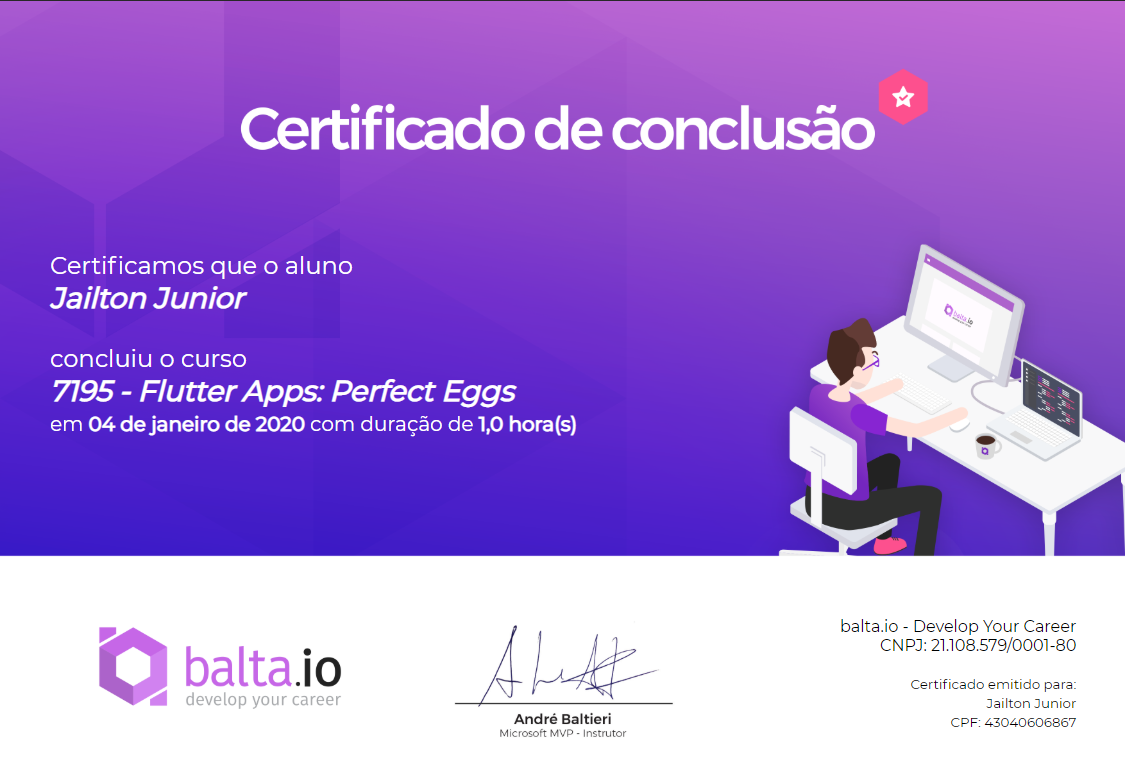 Certificado de conclusão
Certificamos que o aluno
Jailton Junior
concluiu o curso
7195 - Flutter Apps: Perfect Eggs
em 04 de janeiro de 2020 com duração de 1,0 hora(s)
balta.io
balta.io
develop your career
André Baltieri
Microsoft MVP - Instrutor
balta.io - Develop Your Career
CNPJ: 21.108.579/0001-80
Certificado emitido para:
Jailton Junior
CPF: 43040606867